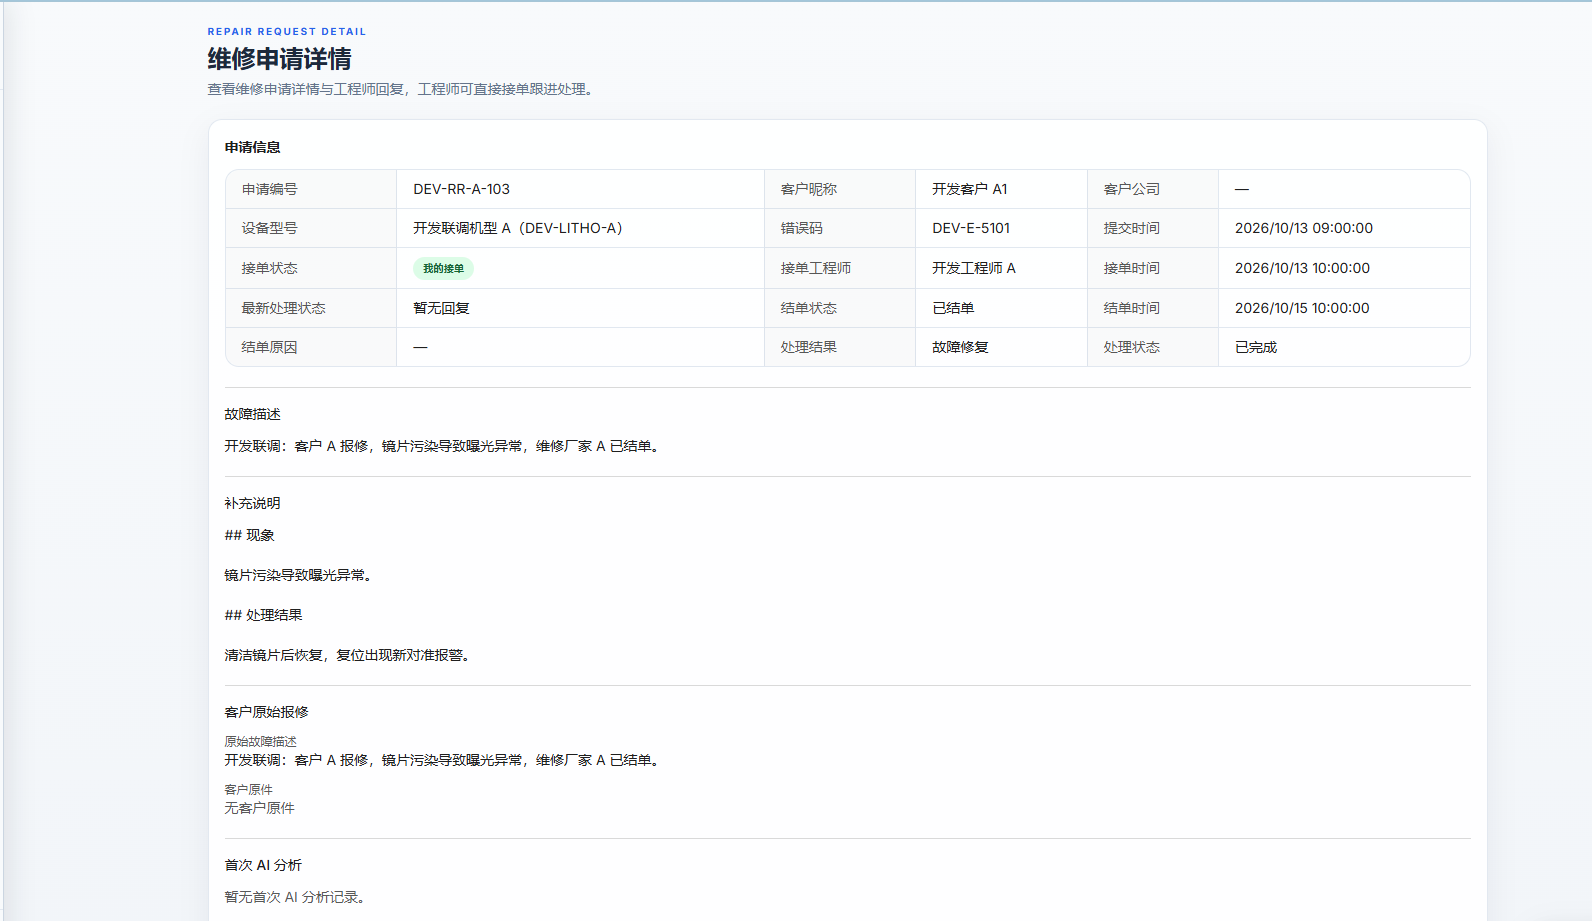 REPAIR REQUEST DETAIL
维修申请详情
查看维修申请详情与工程师回复，工程师可直接接单跟进处理。
申请信息
申请编号 DEV-RR-A-103 客户昵称 开发客户 A1 客户公司 —
设备型号 开发联调机型 A（DEV-LITHO-A） 错误码 DEV-E-5101 提交时间 2026/10/13 09:00:00
接单状态 我的接单 接单工程师 开发工程师 A 接单时间 2026/10/13 10:00:00
最新处理状态 暂无回复 结单状态 已结单 结单时间 2026/10/15 10:00:00
结单原因 — 处理结果 故障修复 处理状态 已完成
故障描述
开发联调：客户 A 报修，镜片污染导致曝光异常，维修厂家 A 已结单。
补充说明
## 现象
镜片污染导致曝光异常。
## 处理结果
清洁镜片后恢复，复位出现新对准报警。
客户原始报修
原始故障描述
开发联调：客户 A 报修，镜片污染导致曝光异常，维修厂家 A 已结单。
客户原件
无客户原件
首次 AI 分析
暂无首次 AI 分析记录。